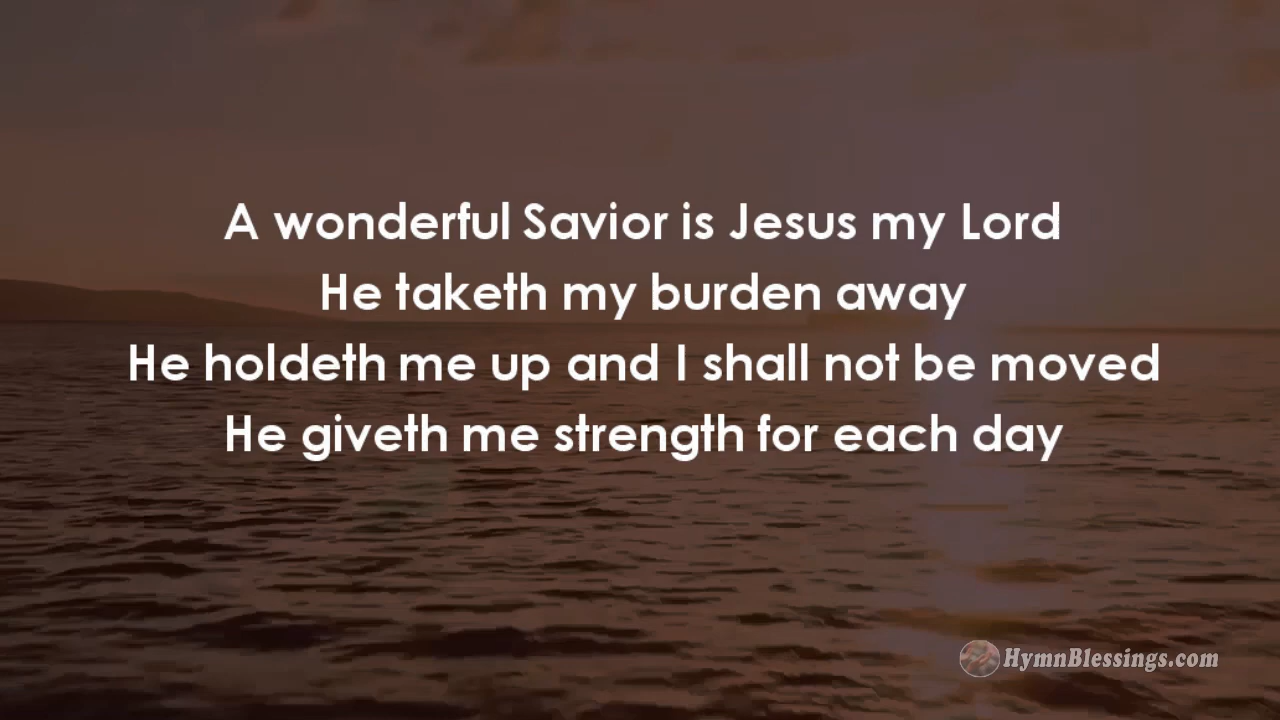 A wonderful Savior is Jesus my Lord
He taketh my burden away
He holdeth me up and I shall not be moved
He giveth me strength for each day
HymnBlessings.com